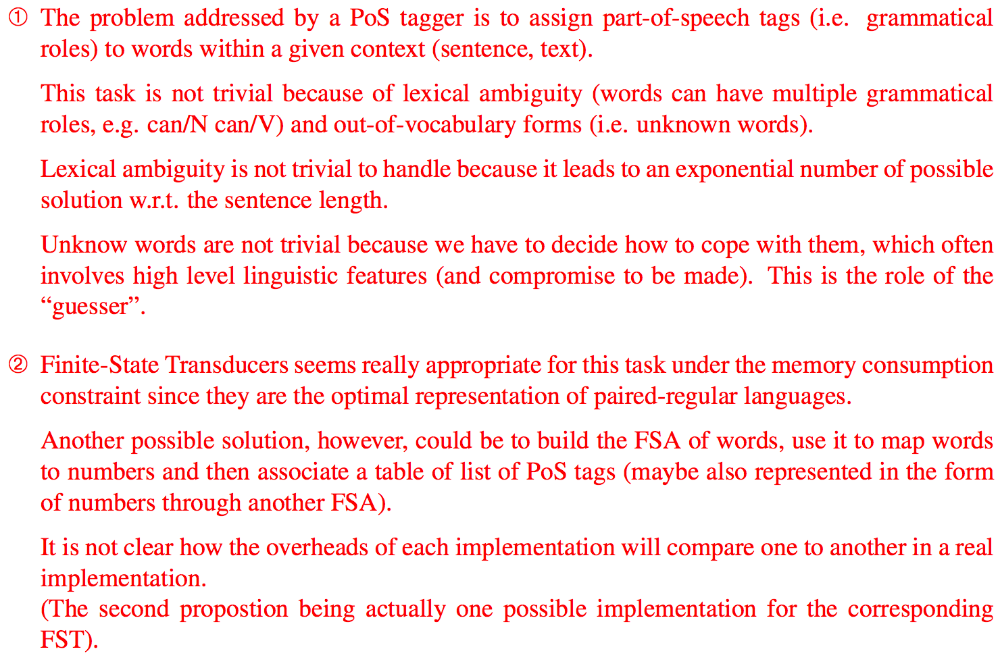 ① The problem addressed by a PoS tagger is to assign part-of-speech tags (i.e. grammatical
roles) to words within a given context (sentence, text).
This task is not trivial because of lexical ambiguity (words can have multiple grammatical
roles, e.g. can/N can/V) and out-of-vocabulary forms (i.e. unknown words).
Lexical ambiguity is not trivial to handle because it leads to an exponential number of possible
solution w.r.t. the sentence length.
Unknow words are not trivial because we have to decide how to cope with them, which often
involves high level linguistic features (and compromise to be made). This is the role of the
“guesser”.
② Finite-State Transducers seems really appropriate for this task under the memory consumption
constraint since they are the optimal representation of paired-regular languages.
Another possible solution, however, could be to build the FSA of words, use it to map words
to numbers and then associate a table of list of PoS tags (maybe also represented in the form
of numbers through another FSA).
It is not clear how the overheads of each implementation will compare one to another in a real
implementation.
(The second propostion being actually one possible implementation for the corresponding
FST).